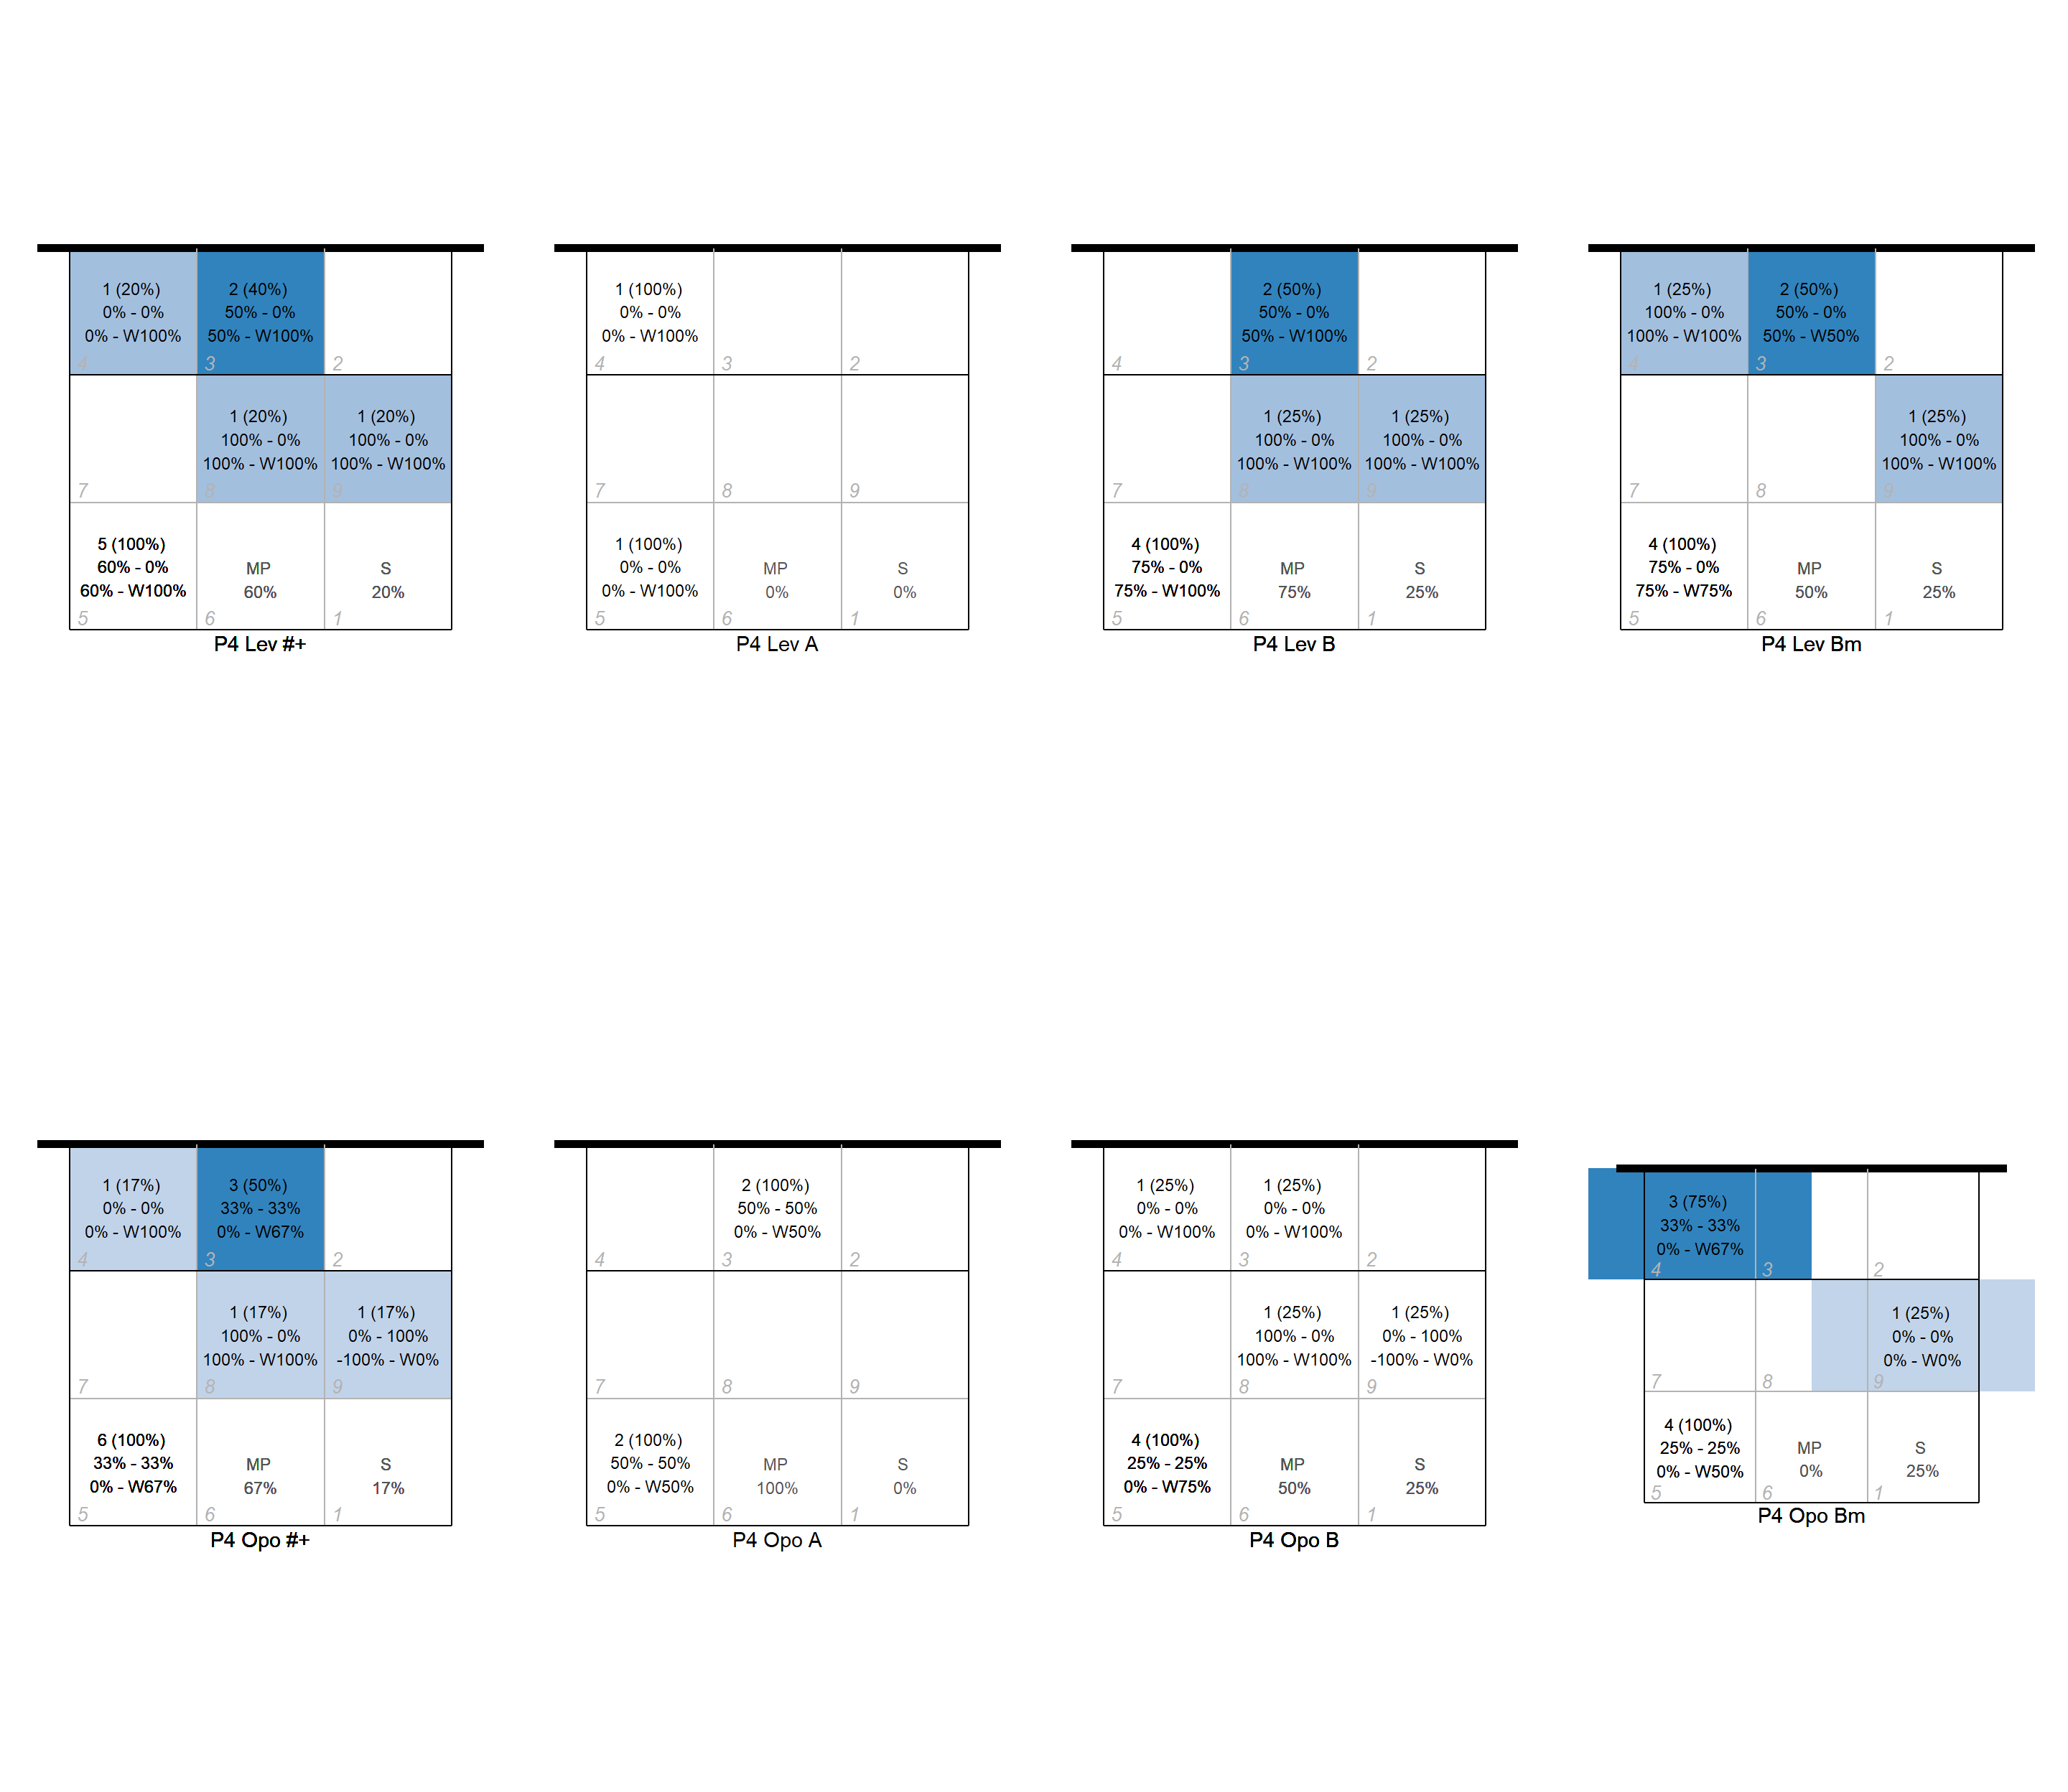 1 (20%)
0% - 0%
0% - W100%
4
2 (40%)
50% - 0%
50% - W100%
3
2
7
1 (20%)
100% - 0%
100% - W100%
8
1 (20%)
100% - 0%
100% - W100%
9
5 (100%)
60% - 0%
60% - W100%
5
MP
60%
6
S
20%
1
P4 Lev #+
1 (100%)
0% - 0%
0% - W100%
4
3
2
7
8
9
1 (100%)
0% - 0%
0% - W100%
5
MP
0%
6
S
0%
1
P4 Lev A
4
2 (50%)
50% - 0%
50% - W100%
3
2
7
1 (25%)
100% - 0%
100% - W100%
8
1 (25%)
100% - 0%
100% - W100%
9
4 (100%)
75% - 0%
75% - W100%
5
MP
75%
6
S
25%
1
P4 Lev B
1 (25%)
100% - 0%
100% - W100%
4
2 (50%)
50% - 0%
50% - W50%
3
2
7
8
1 (25%)
100% - 0%
100% - W100%
9
4 (100%)
75% - 0%
75% - W75%
5
MP
50%
6
S
25%
1
P4 Lev Bm
1 (17%)
0% - 0%
0% - W100%
4
3 (50%)
33% - 33%
0% - W67%
3
2
7
1 (17%)
100% - 0%
100% - W100%
8
1 (17%)
0% - 100%
-100% - W0%
9
6 (100%)
33% - 33%
0% - W67%
5
MP
67%
6
S
17%
1
P4 Opo #+
4
2 (100%)
50% - 50%
0% - W50%
3
2
7
8
9
2 (100%)
50% - 50%
0% - W50%
5
MP
100%
6
S
0%
1
P4 Opo A
1 (25%)
0% - 0%
0% - W100%
4
1 (25%)
0% - 0%
0% - W100%
3
2
7
1 (25%)
100% - 0%
100% - W100%
8
1 (25%)
0% - 100%
-100% - W0%
9
4 (100%)
25% - 25%
0% - W75%
5
MP
50%
6
S
25%
1
P4 Opo B
3 (75%)
33% - 33%
0% - W67%
4
3
2
7
8
1 (25%)
0% - 0%
0% - W0%
9
4 (100%)
25% - 25%
0% - W50%
5
MP
0%
6
S
25%
1
P4 Opo Bm